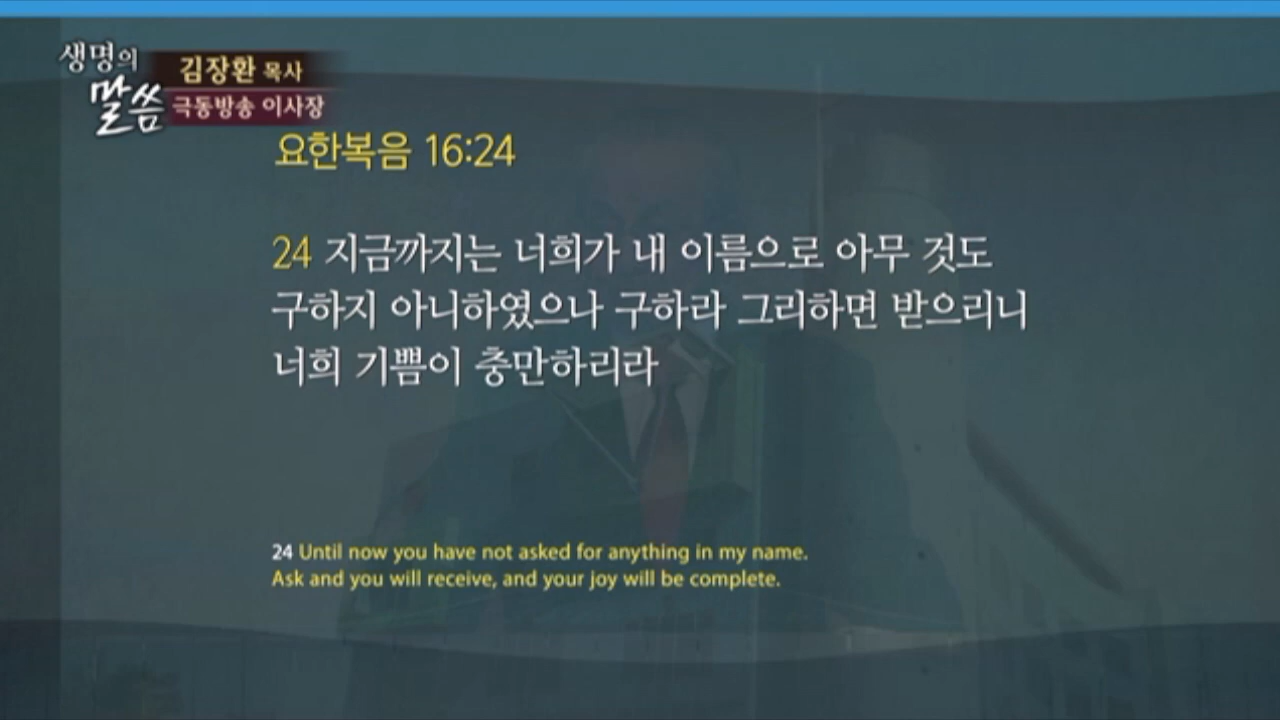 생명의
말씀
김장환 목사
극동방송 이사장
요한복음 16:24
24 지금까지는 너희가 내 이름으로 아무 것도
구하지 아니하였으나 구하라 그리하면 받으리니
너희 기쁨이 충만하리라
24 Until now you have not asked for anything in my name.
Ask and you will receive, and your joy will be complete.